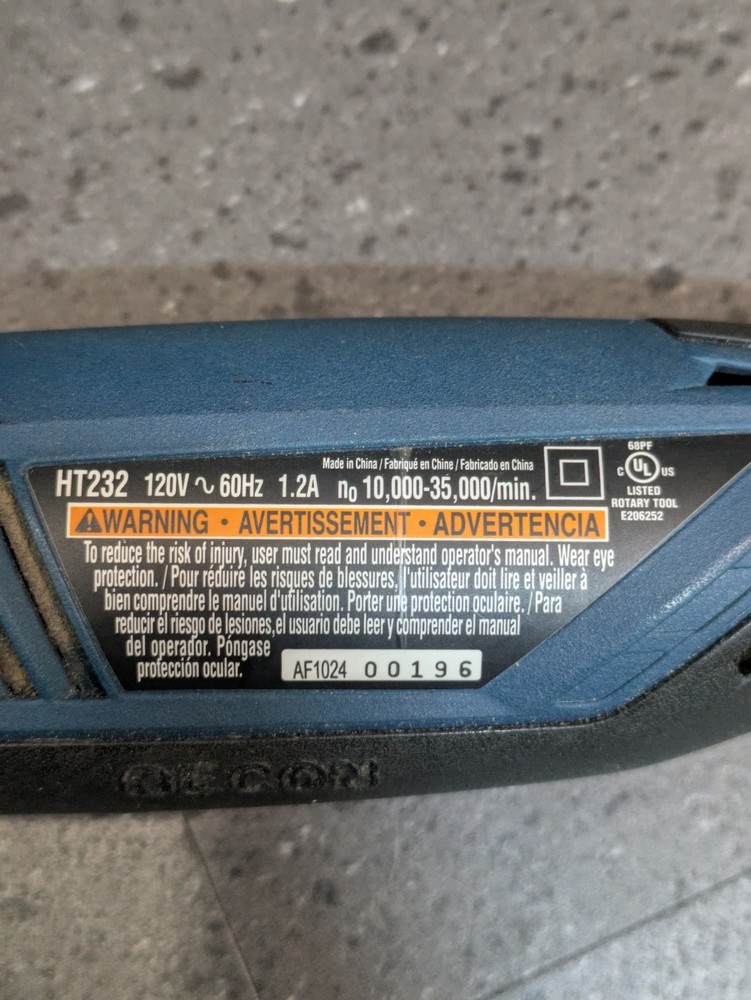 HT232 120V ~ 60Hz 1.2A n₀ 10,000-35,000/min.
Made in China / Fabriqué en Chine / Fabricado en China
68PF
C UL US
LISTED
ROTARY TOOL
E206252
WARNING · AVERTISSEMENT · ADVERTENCIA
To reduce the risk of injury, user must read and understand operator's manual. Wear eye
protection. / Pour réduire les risques de blessures, l'utilisateur doit lire et veiller à
bien comprendre le manuel d'utilisation. Porter une protection oculaire. / Para
reducir el riesgo de lesiones,el usuario debe leer y comprender el manual
del operador. Póngase
protección ocular.
AF1024 00196